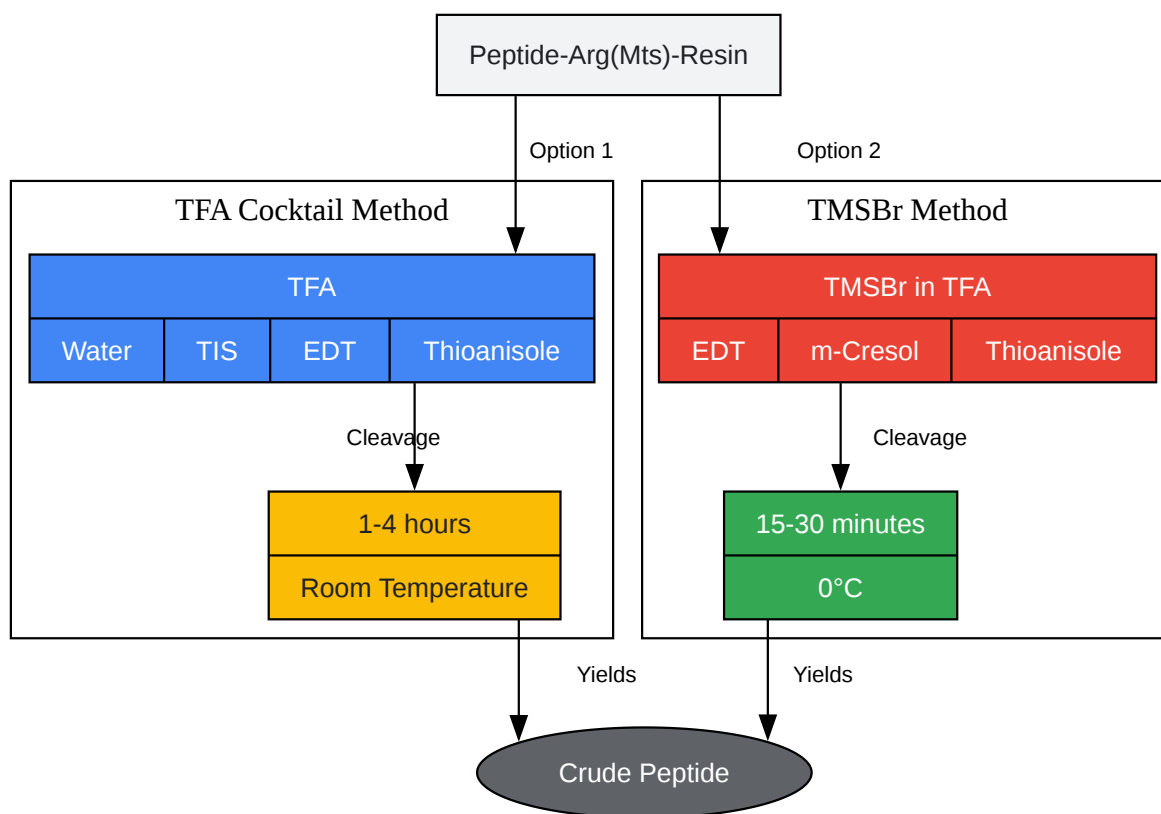 Peptide-Arg(Mts)-Resin
Option 1
Option 2
TFA Cocktail Method
TFA
Water
TIS
EDT
Thioanisole
Cleavage
1-4 hours
Room Temperature
Yields
TMSBr Method
TMSBr in TFA
EDT
m-Cresol
Thioanisole
Cleavage
15-30 minutes
0°C
Yields
Crude Peptide